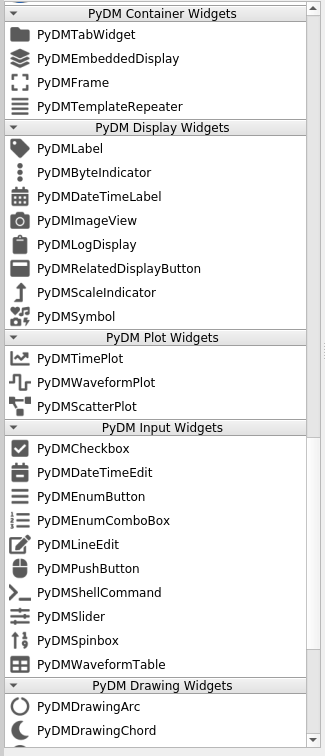 PyDM Container Widgets
PyDMTabWidget
PyDMEmbeddedDisplay
PyDMFrame
PyDMTemplateRepeater
PyDM Display Widgets
PyDMLabel
PyDMByteIndicator
PyDMDateTimeLabel
PyDMImageView
PyDMLogDisplay
PyDMRelatedDisplayButton
PyDMScaleIndicator
PyDMSymbol
PyDM Plot Widgets
PyDMTimePlot
PyDMWaveformPlot
PyDMScatterPlot
PyDM Input Widgets
PyDMCheckbox
PyDMDateTimeEdit
PyDMEnumButton
PyDMEnumComboBox
PyDMLineEdit
PyDMPushButton
PyDMShellCommand
PyDMSlider
PyDMSpinbox
PyDMWaveformTable
PyDM Drawing Widgets
PyDMDrawingArc
PyDMDrawingChord